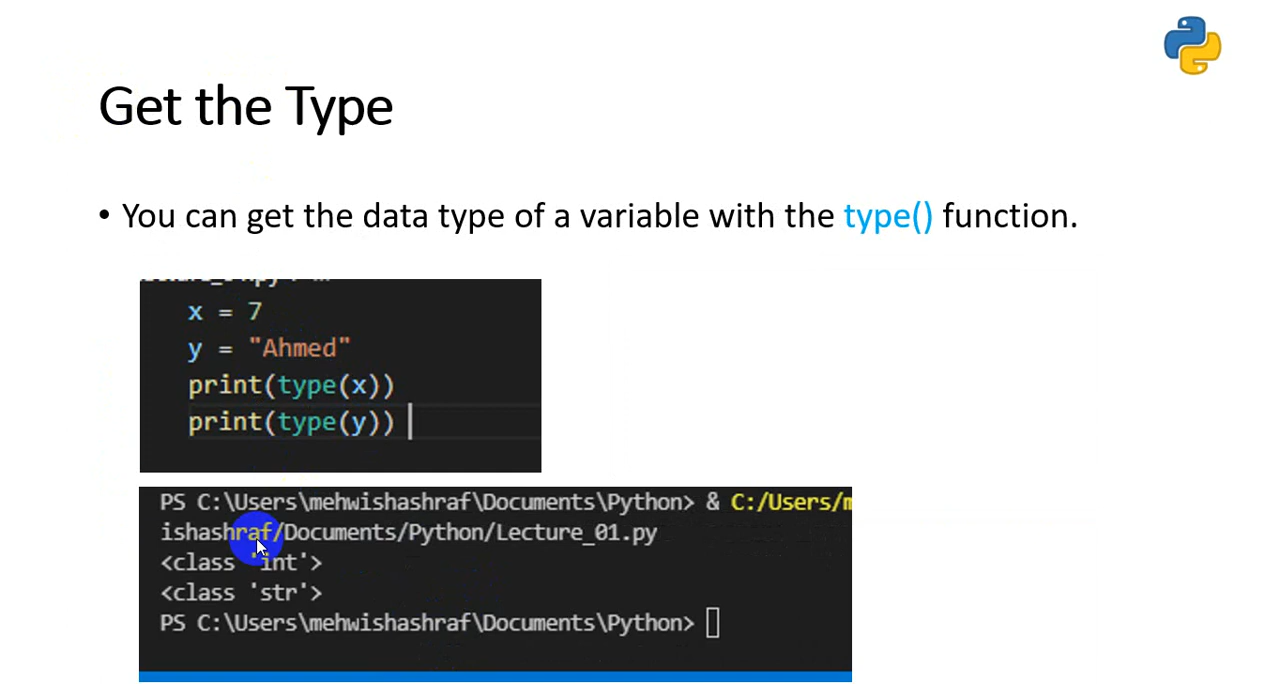 Get the Type
• You can get the data type of a variable with the type() function.
x = 7
y = "Ahmed"
print(type(x))
print(type(y))
PS C:\Users\mehwishashraf\Documents\Python> & C:/Users/m
ishashraf/Documents/Python/Lecture_01.py
<class 'int'>
<class 'str'>
PS C:\Users\mehwishashraf\Documents\Python>